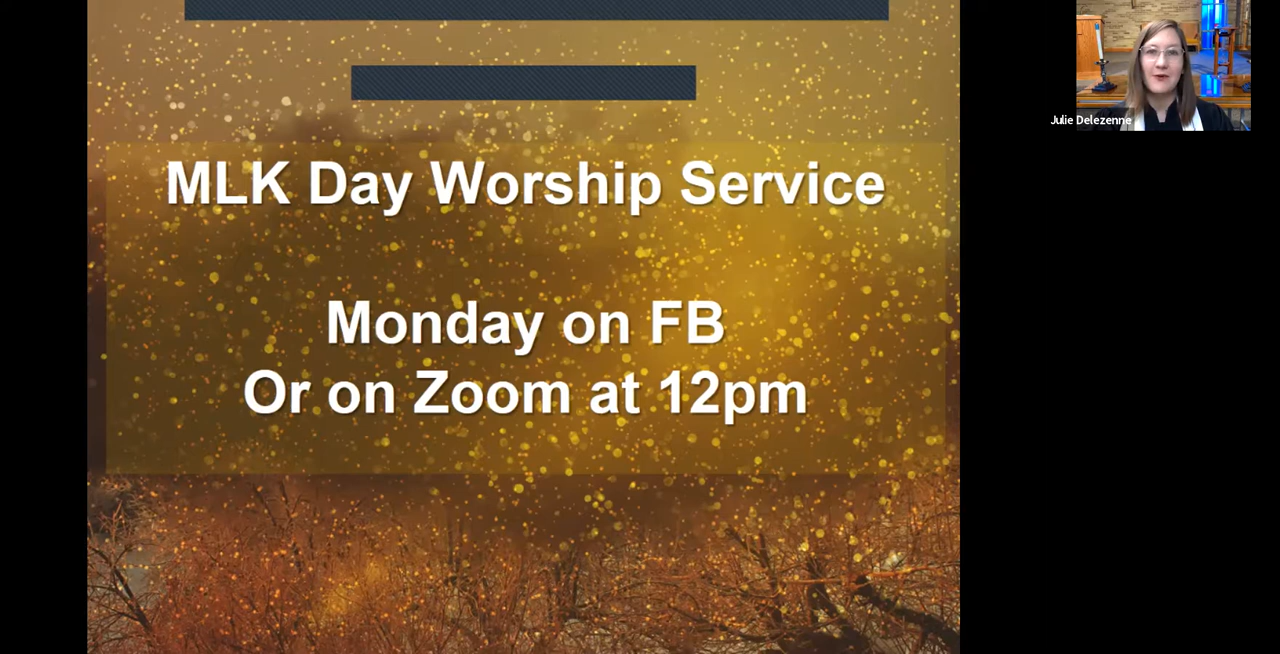 MLK Day Worship Service
Monday on FB
Or on Zoom at 12pm
Julie Delezenne